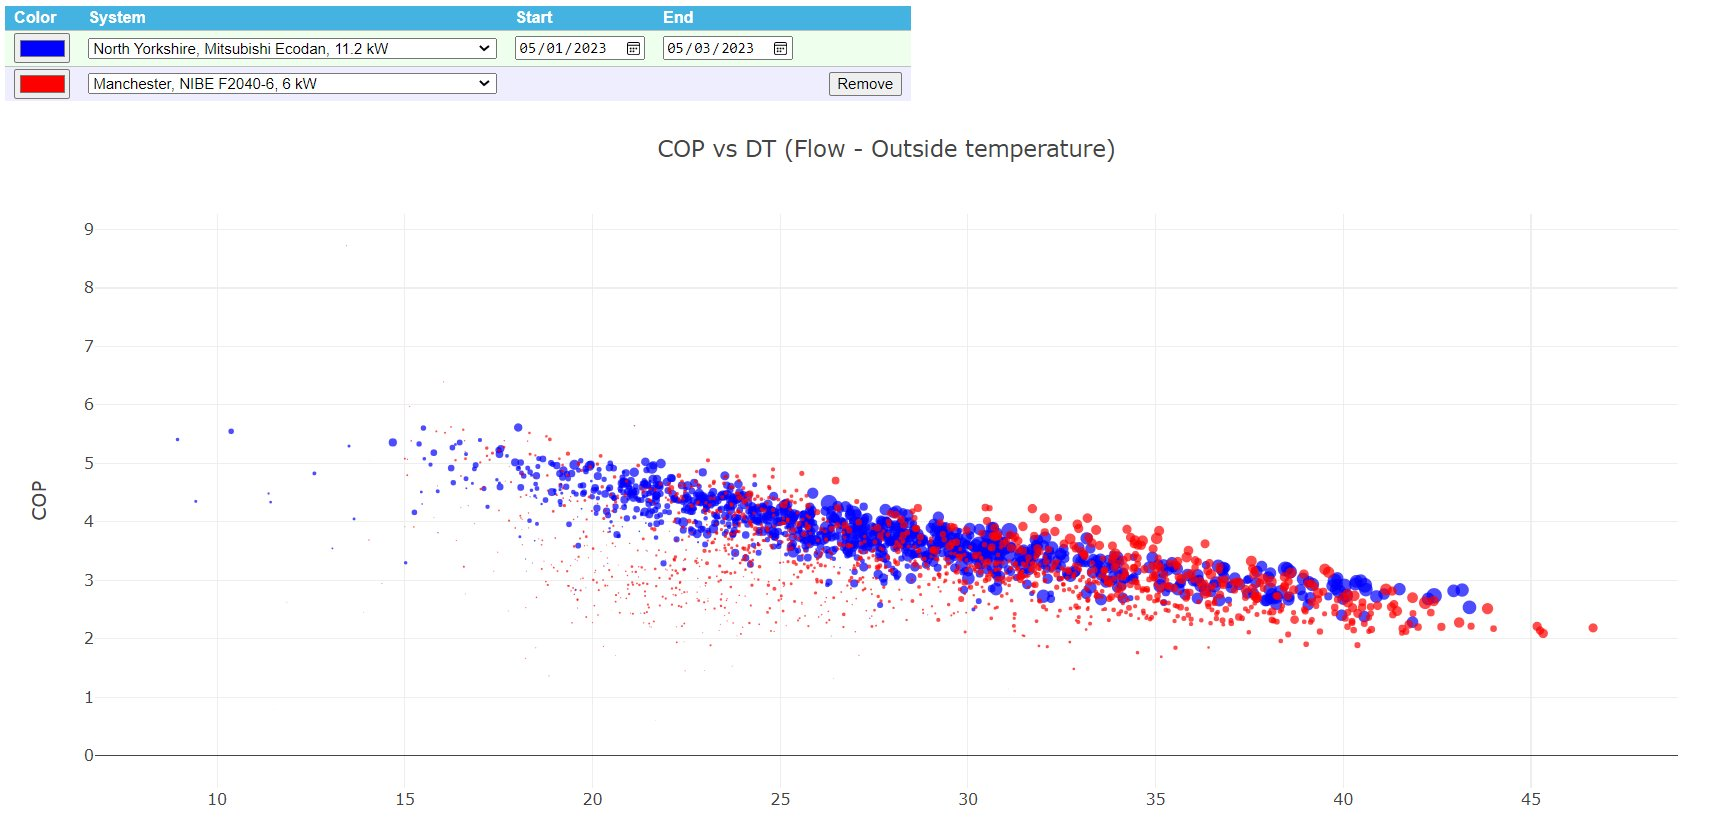 Color System Start End
North Yorkshire, Mitsubishi Ecodan, 11.2 kW 05/01/2023 05/03/2023
Manchester, NIBE F2040-6, 6 kW Remove
COP vs DT (Flow - Outside temperature)
9
8
7
6
5
4
3
2
1
0
COP
10 15 20 25 30 35 40 45